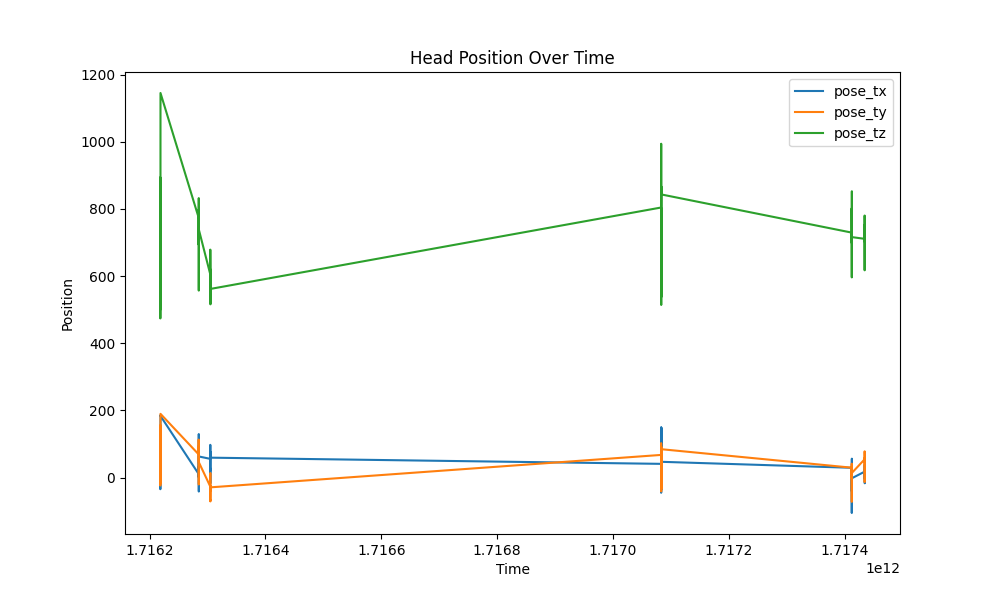 Head Position Over Time
pose_tx
pose_ty
pose_tz
1200
1000
800
600
400
200
0
Position
1.7162 1.7164 1.7166 1.7168 1.7170 1.7172 1.7174
1e12
Time